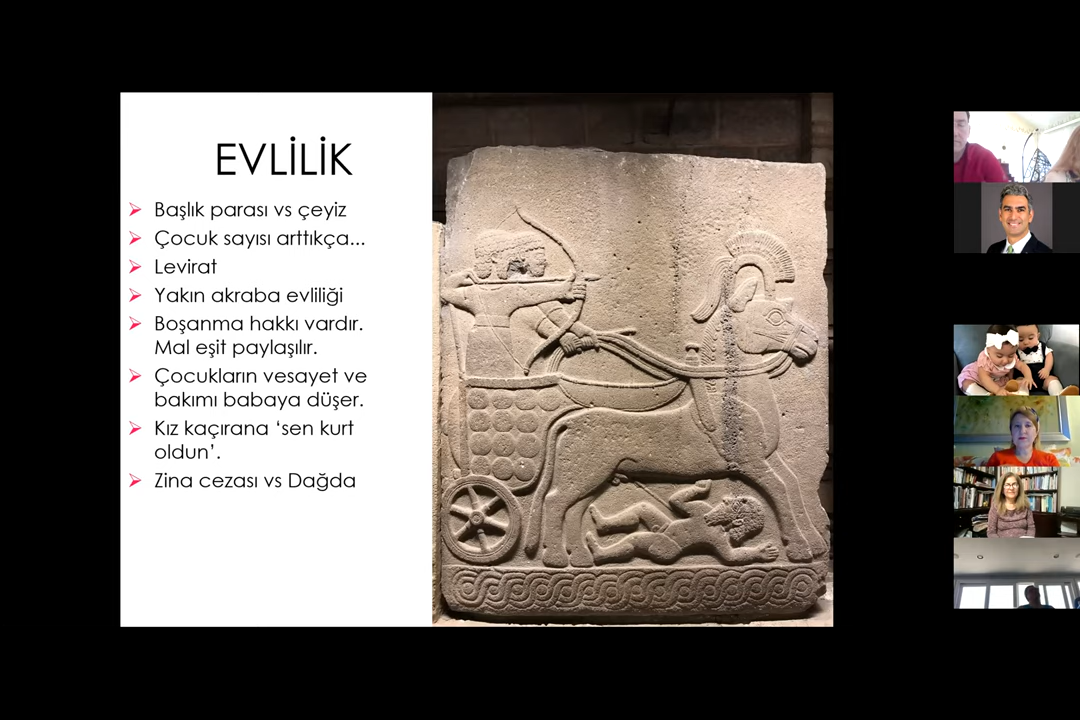 EVLİLİK
Başlık parası vs çeyiz
Çocuk sayısı arttıkça...
Levirat
Yakın akraba evliliği
Boşanma hakkı vardır.
Mal eşit paylaşılır.
Çocukların vesayet ve
bakımı babaya düşer.
Kız kaçırana ‘sen kurt
oldun’.
Zina cezası vs Dağda